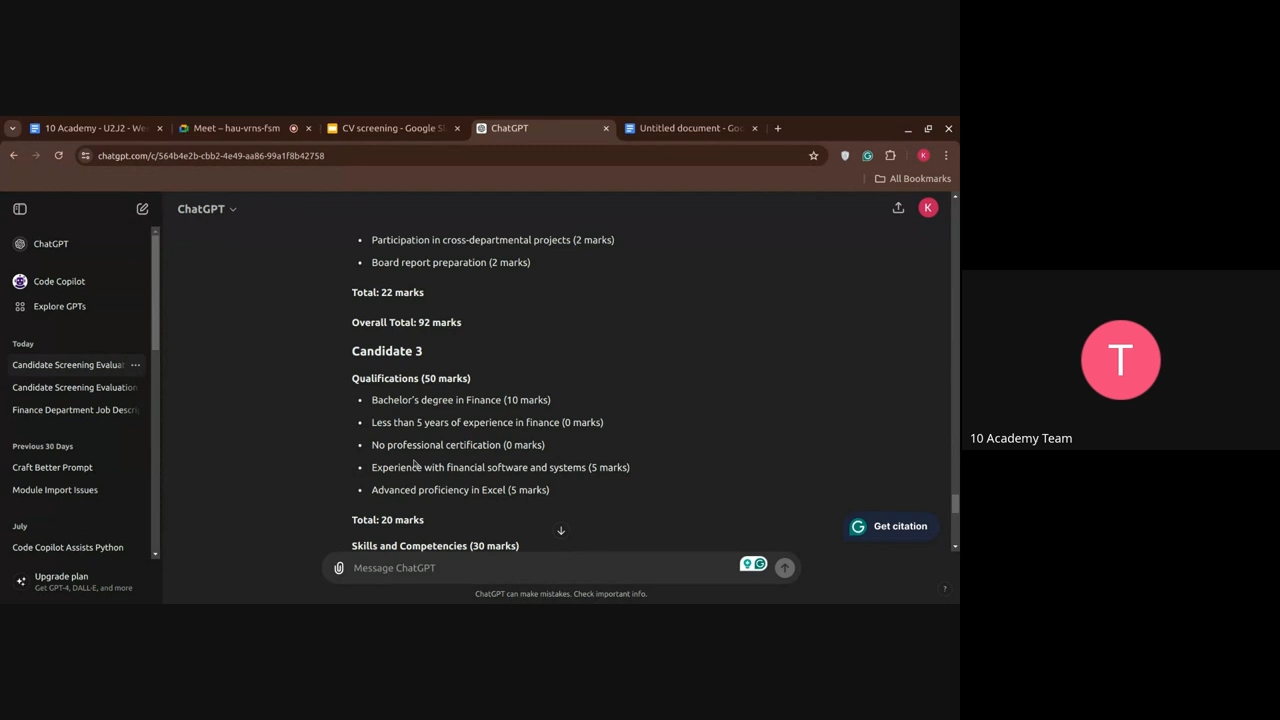 10 Academy - U2J2 - We
Meet – hau-vrns-fsm
CV screening - Google Sl
ChatGPT
Untitled document - Goo
chatgpt.com/c/564b4e2b-cbb2-4e49-aa86-99a1f8b42758
K
All Bookmarks
ChatGPT
K
ChatGPT
Code Copilot
Explore GPTs
Today
Candidate Screening Evaluat
Candidate Screening Evaluation
Finance Department Job Descri
Previous 30 Days
Craft Better Prompt
Module Import Issues
July
Code Copilot Assists Python
Upgrade plan
Get GPT-4, DALL·E, and more
• Participation in cross-departmental projects (2 marks)
• Board report preparation (2 marks)
Total: 22 marks
Overall Total: 92 marks
Candidate 3
Qualifications (50 marks)
• Bachelor's degree in Finance (10 marks)
• Less than 5 years of experience in finance (0 marks)
• No professional certification (0 marks)
• Experience with financial software and systems (5 marks)
• Advanced proficiency in Excel (5 marks)
Total: 20 marks
Skills and Competencies (30 marks)
Get citation
Message ChatGPT
ChatGPT can make mistakes. Check important info.
?
T
10 Academy Team